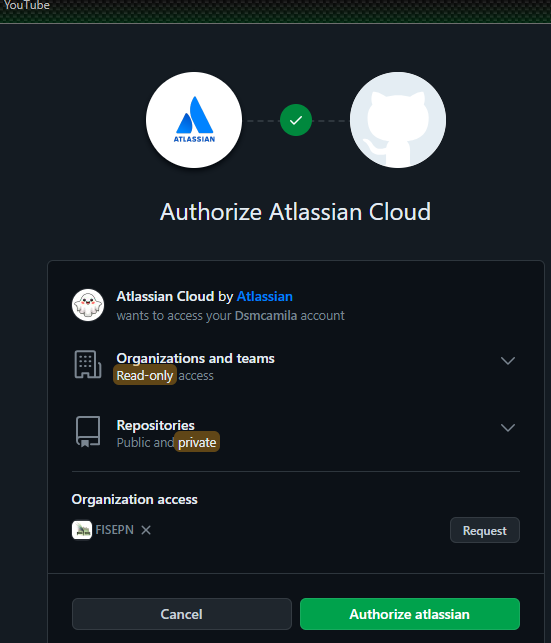 YouTube
ATLASSIAN
Authorize Atlassian Cloud
Atlassian Cloud by Atlassian
wants to access your Dsmcamila account
Organizations and teams
Read-only access
Repositories
Public and private
Organization access
FISEPN
Request
Cancel
Authorize atlassian